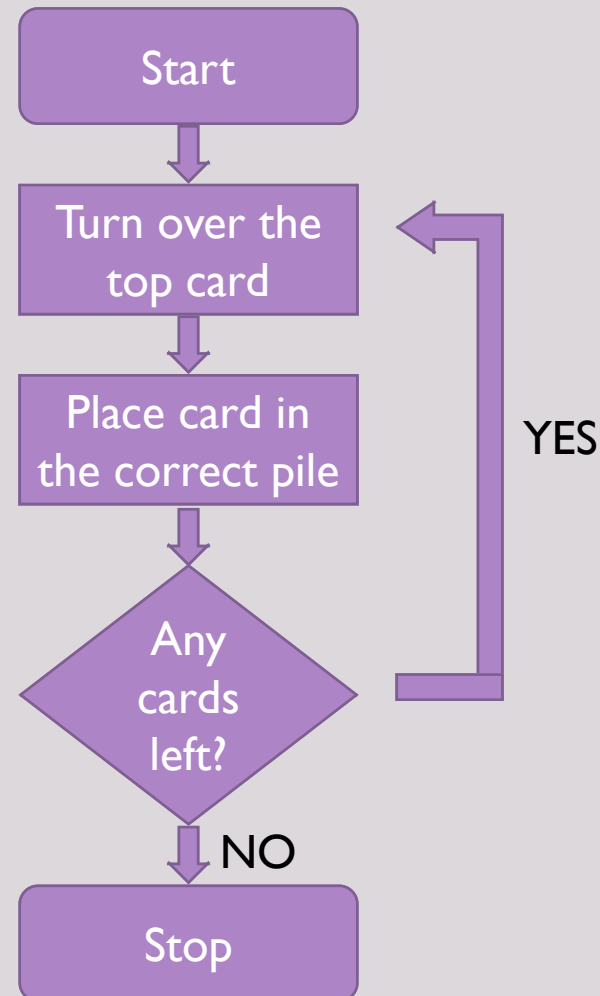 Start
Turn over the
top card
Place card in
the correct pile
YES
Any
cards
left?
NO
Stop